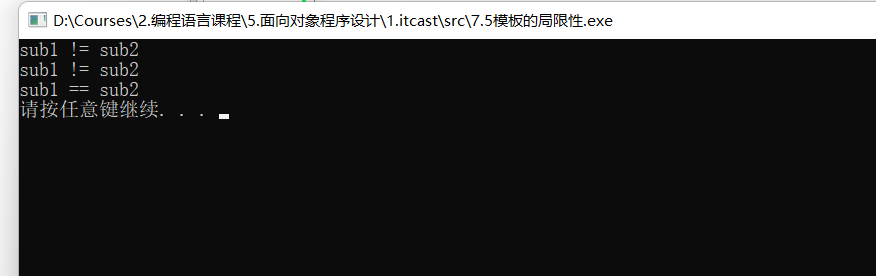 D:\Courses\2.编程语言课程\5.面向对象程序设计\1.itcast\src\7.5模板的局限性.exe
sub1 != sub2
sub1 != sub2
sub1 == sub2
请按任意键继续. . .